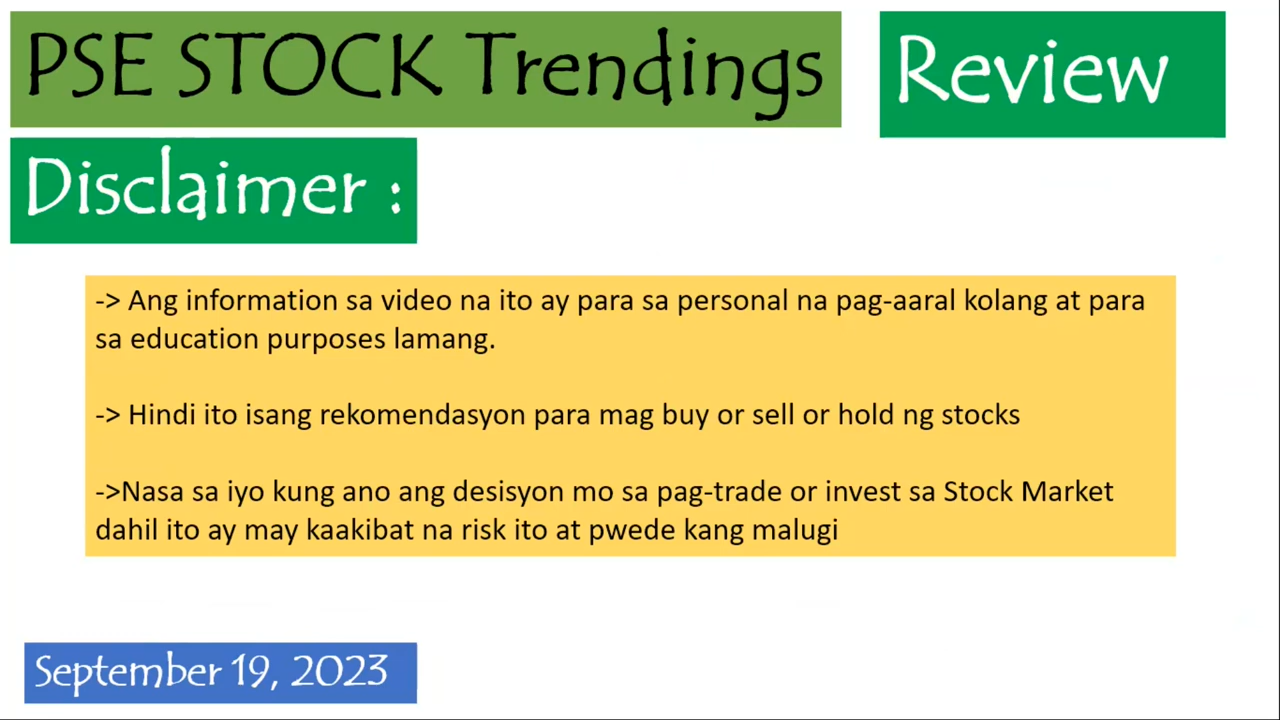 PSE STOCK Trendings
Review
Disclaimer :
-> Ang information sa video na ito ay para sa personal na pag-aaral kolang at para
sa education purposes lamang.
-> Hindi ito isang rekomendasyon para mag buy or sell or hold ng stocks
->Nasa sa iyo kung ano ang desisyon mo sa pag-trade or invest sa Stock Market
dahil ito ay may kaakibat na risk ito at pwede kang malugi
September 19, 2023